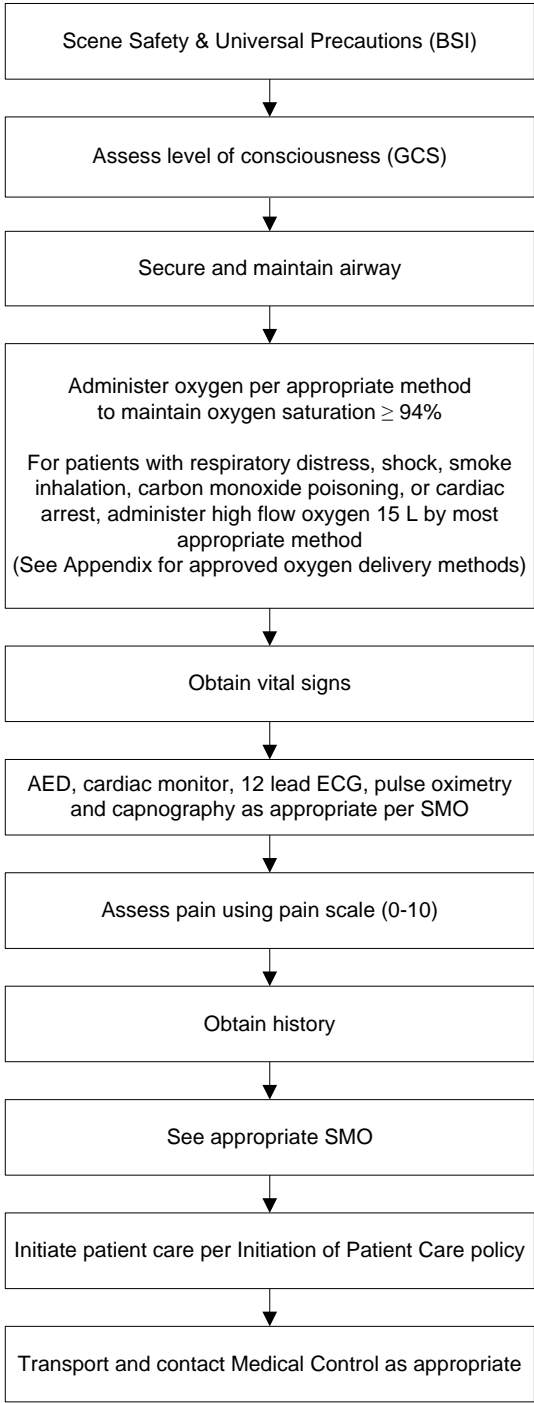 Scene Safety & Universal Precautions (BSI)
Assess level of consciousness (GCS)
Secure and maintain airway
Administer oxygen per appropriate method
to maintain oxygen saturation ≥ 94%
For patients with respiratory distress, shock, smoke
inhalation, carbon monoxide poisoning, or cardiac
arrest, administer high flow oxygen 15 L by most
appropriate method
(See Appendix for approved oxygen delivery methods)
Obtain vital signs
AED, cardiac monitor, 12 lead ECG, pulse oximetry
and capnography as appropriate per SMO
Assess pain using pain scale (0-10)
Obtain history
See appropriate SMO
Initiate patient care per Initiation of Patient Care policy
Transport and contact Medical Control as appropriate